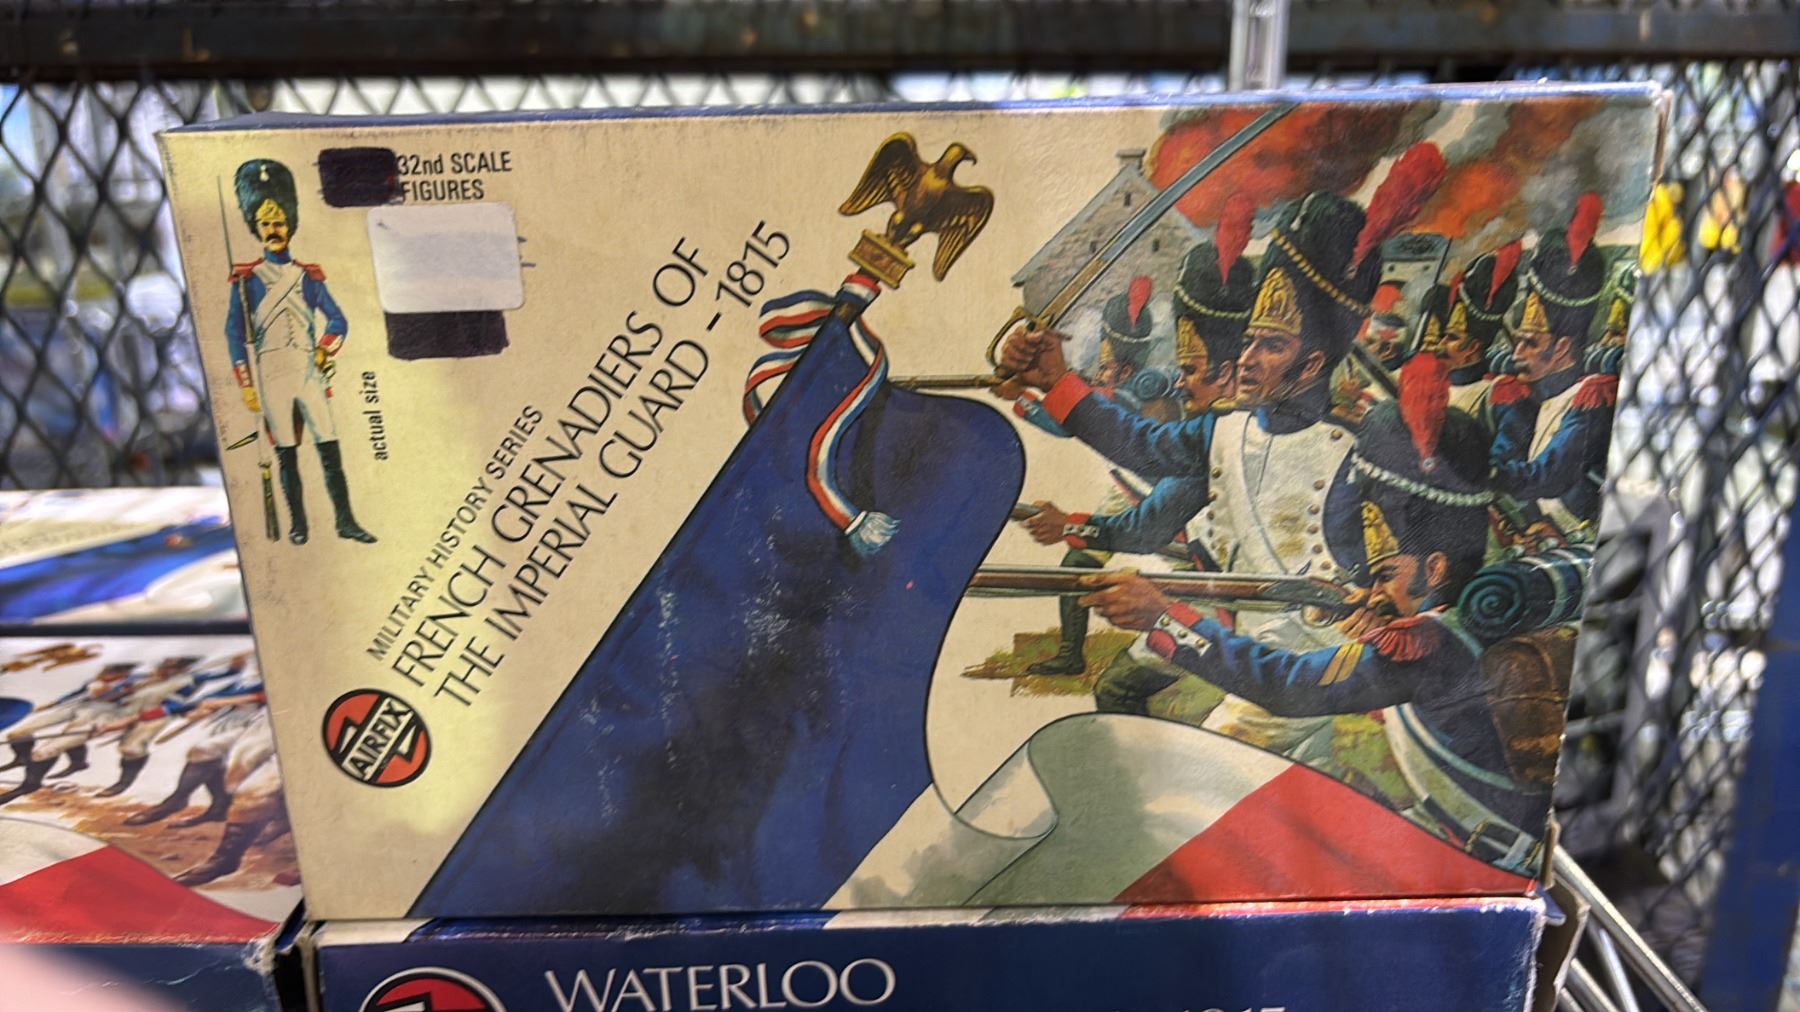 32nd SCALE
FIGURES
actual size
MILITARY HISTORY SERIES
FRENCH GRENADIERS OF
THE IMPERIAL GUARD - 1815
AIRFIX
WATERLOO